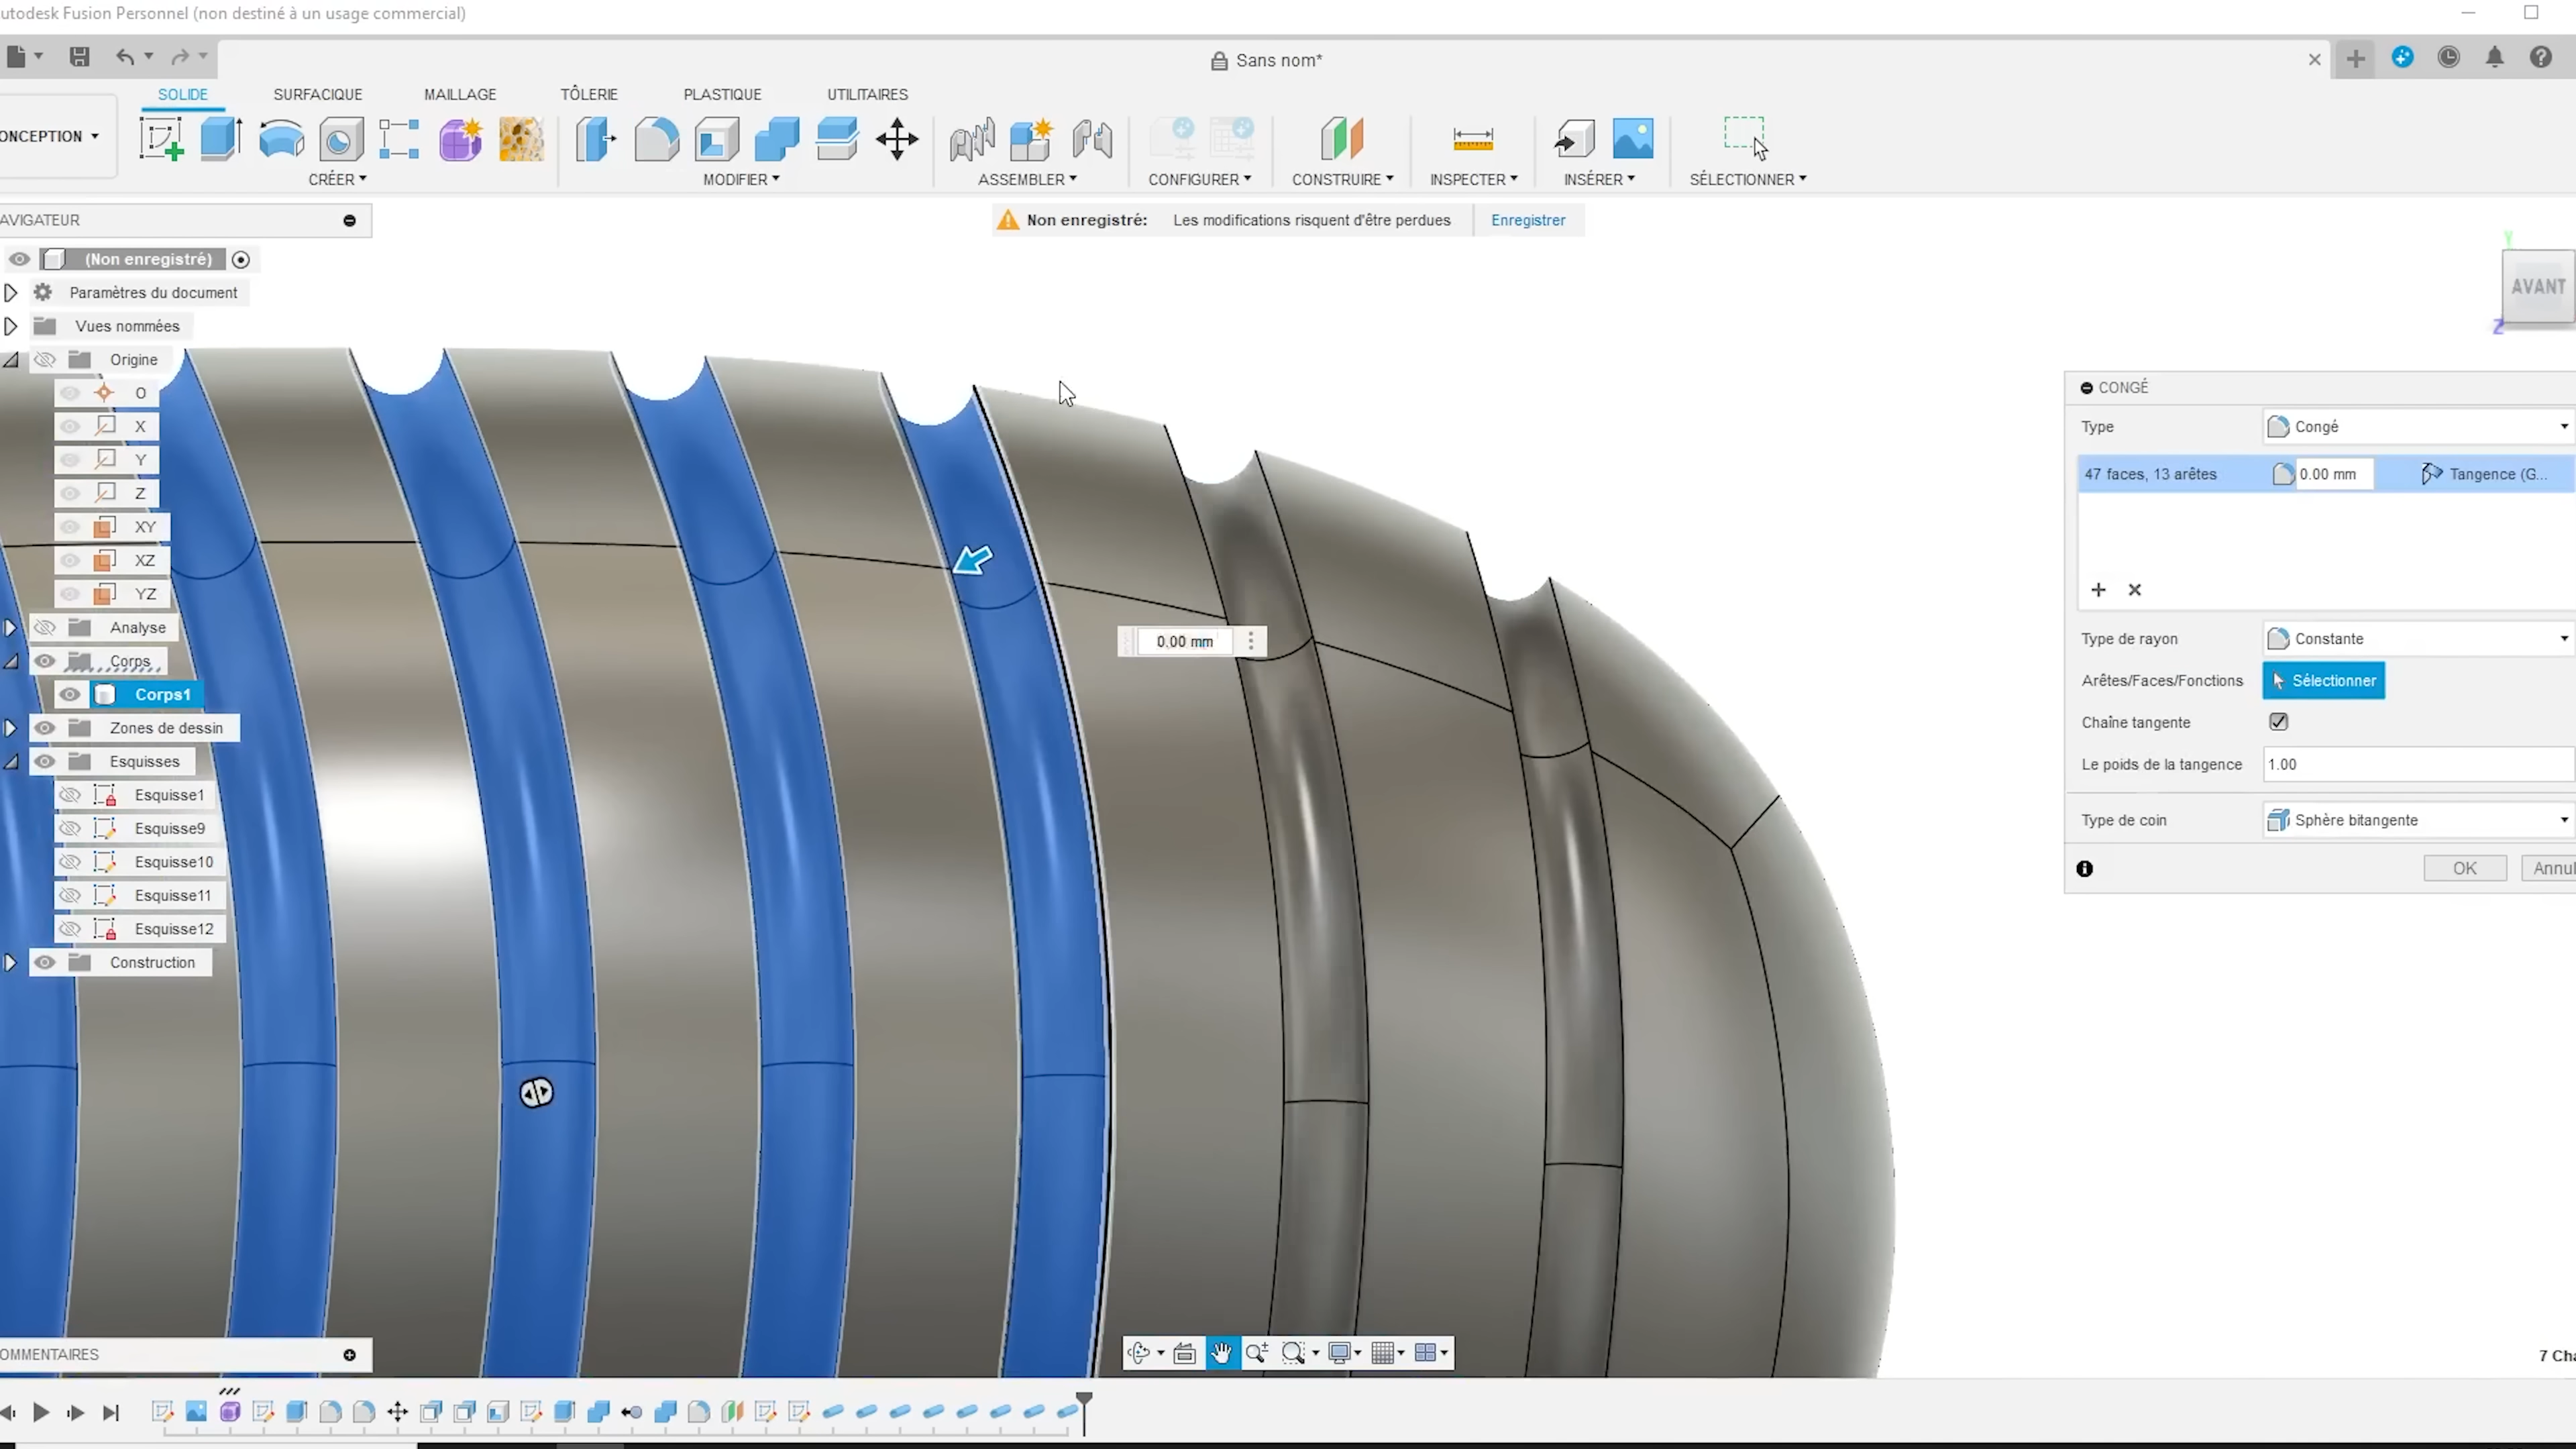 utodesk Fusion Personnel (non destiné à un usage commercial)
Sans nom*
SOLIDE SURFACIQUE MAILLAGE TÔLERIE PLASTIQUE UTILITAIRES
ONCEPTION
CRÉER MODIFIER ASSEMBLER CONFIGURER CONSTRUIRE INSPECTER INSÉRER SÉLECTIONNER
AVIGATEUR
Non enregistré: Les modifications risquent d'être perdues Enregistrer
(Non enregistré)
Paramètres du document
Vues nommées
Origine
O
X
Y
Z
XY
XZ
YZ
Analyse
Corps
Corps1
Zones de dessin
Esquisses
Esquisse1
Esquisse9
Esquisse10
Esquisse11
Esquisse12
Construction
OMMENTAIRES
0.00 mm
Y
AVANT
Z
CONGÉ
Type Congé
47 faces, 13 arêtes 0.00 mm Tangence (G...
Type de rayon Constante
Arêtes/Faces/Fonctions Sélectionner
Chaîne tangente
Le poids de la tangence 1.00
Type de coin Sphère bitangente
OK Annul
7 Cha